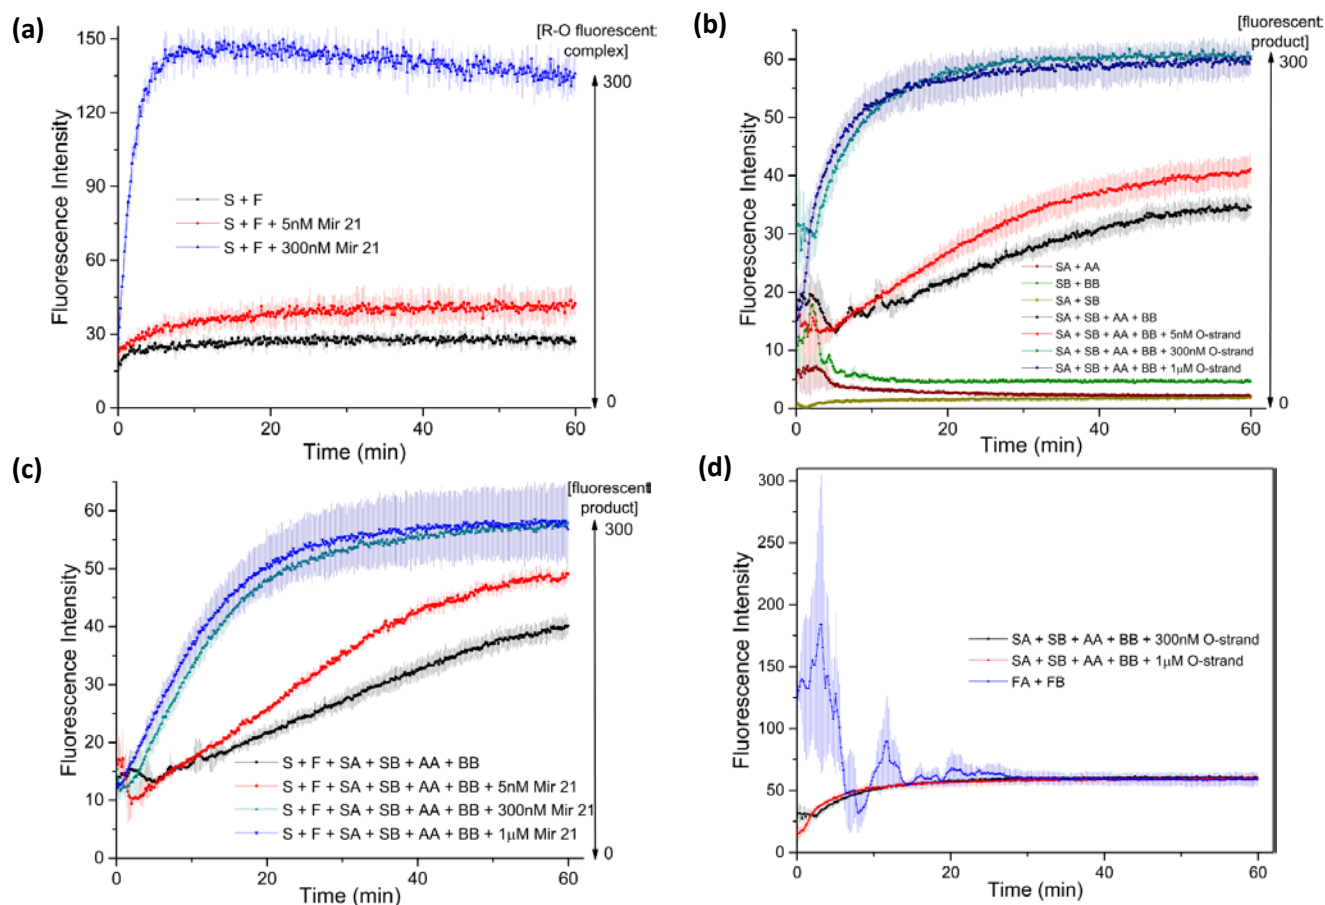 (a)
150
120
90
60
30
0
Fluorescence Intensity
S + F
S + F + 5nM Mir 21
S + F + 300nM Mir 21
[R-O fluorescent
complex]
300
0
0
20
40
60
Time (min)
(b)
60
50
40
30
20
10
0
Fluorescence Intensity
[fluorescent
product]
300
0
SA + AA
SB + BB
SA + SB
SA + SB + AA + BB
SA + SB + AA + BB + 5nM O-strand
SA + SB + AA + BB + 300nM O-strand
SA + SB + AA + BB + 1µM O-strand
0
20
40
60
Time (min)
(c)
60
50
40
30
20
10
0
Fluorescence Intensity
[fluorescent
product]
300
0
S + F + SA + SB + AA + BB
S + F + SA + SB + AA + BB + 5nM Mir 21
S + F + SA + SB + AA + BB + 300nM Mir 21
S + F + SA + SB + AA + BB + 1µM Mir 21
0
20
40
60
Time (min)
(d)
300
250
200
150
100
50
0
Fluorescence Intensity
SA + SB + AA + BB + 300nM O-strand
SA + SB + AA + BB + 1µM O-strand
FA + FB
0
20
40
60
Time (min)